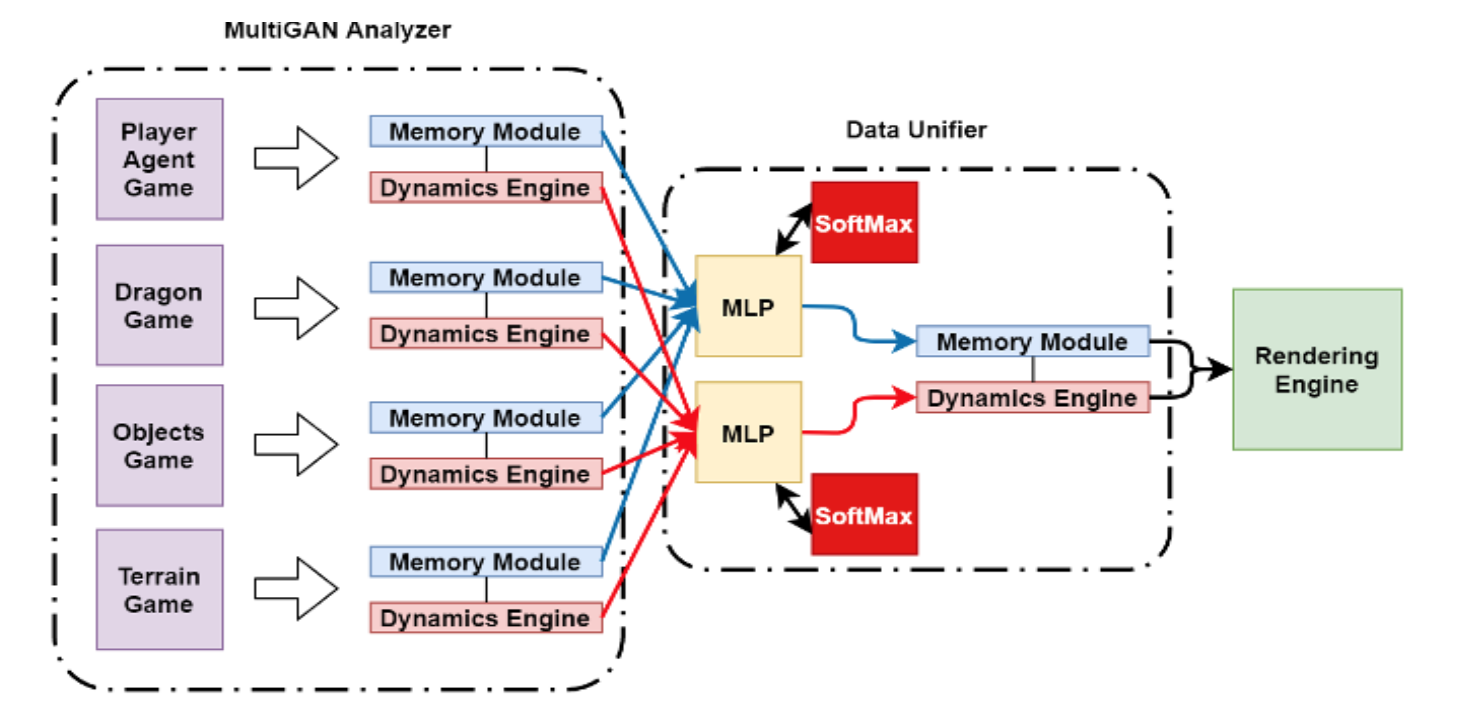 MultiGAN Analyzer
Player
Agent
Game
Memory Module
Dynamics Engine
Dragon
Game
Memory Module
Dynamics Engine
Objects
Game
Memory Module
Dynamics Engine
Terrain
Game
Memory Module
Dynamics Engine
Data Unifier
SoftMax
MLP
MLP
SoftMax
Memory Module
Dynamics Engine
Rendering
Engine